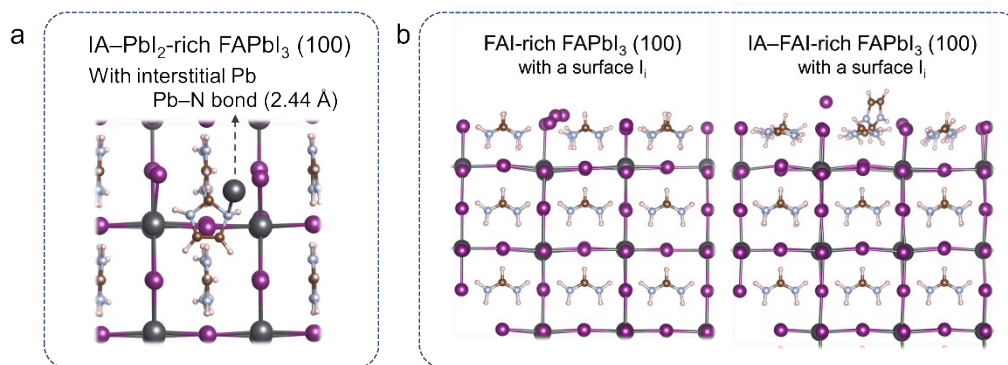 a
IA–PbI₂-rich FAPbI₃ (100)
With interstitial Pb
Pb–N bond (2.44 Å)
b
FAI-rich FAPbI₃ (100)
with a surface Iᵢ
IA–FAI-rich FAPbI₃ (100)
with a surface Iᵢ